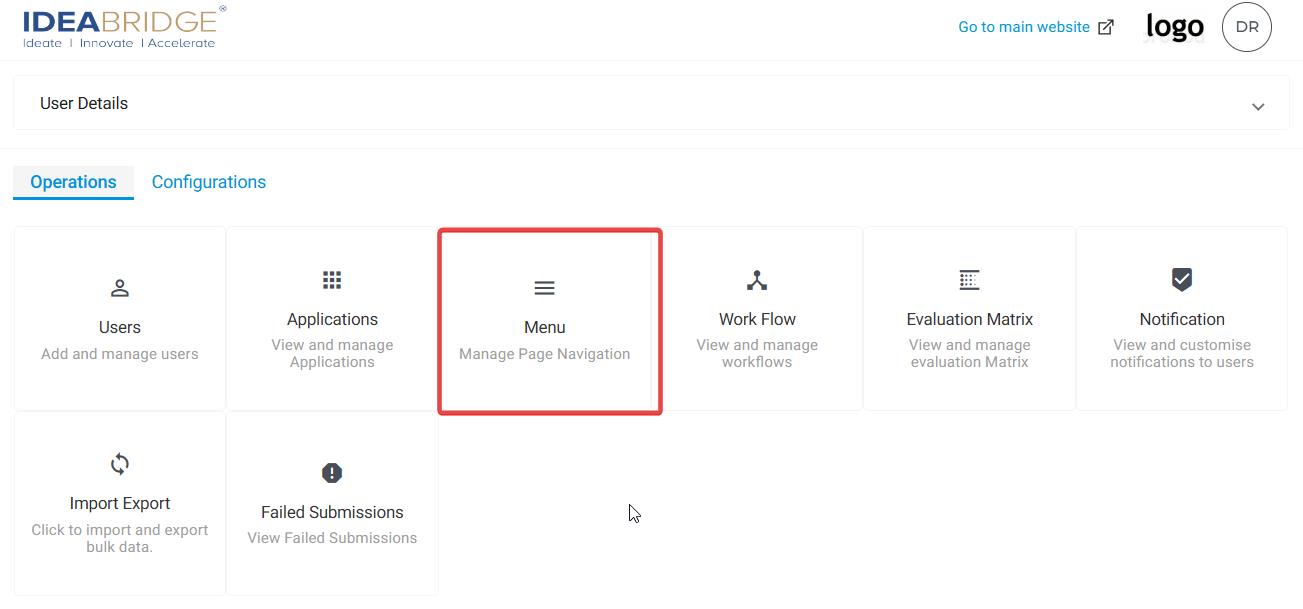 IDEABRIDGE®
Ideate | Innovate | Accelerate
Go to main website
logo
DR
User Details
Operations
Configurations
Users
Add and manage users
Applications
View and manage
Applications
Menu
Manage Page Navigation
Work Flow
View and manage
workflows
Evaluation Matrix
View and manage
evaluation Matrix
Notification
View and customise
notifications to users
Import Export
Click to import and export
bulk data.
Failed Submissions
View Failed Submissions